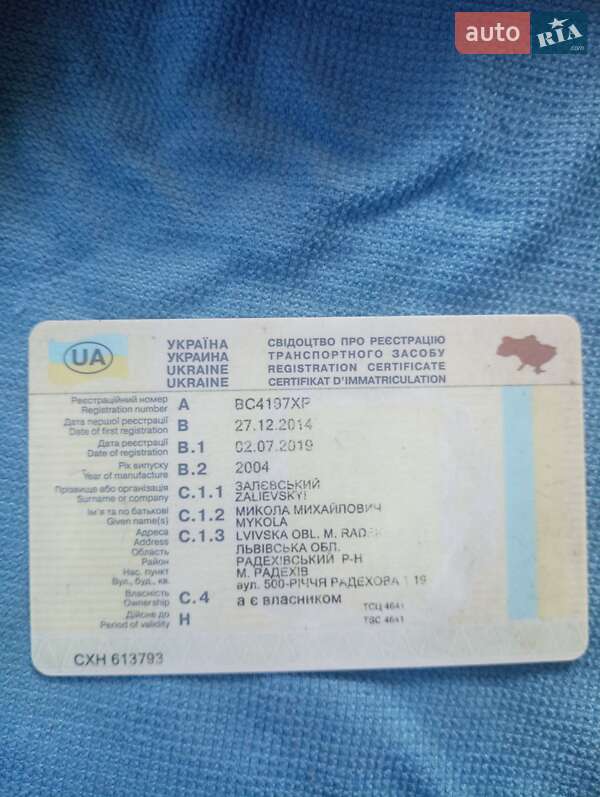 auto RIA.com
УКРАЇНА СВІДОЦТВО ПРО РЕЄСТРАЦІЮ
УКРАИНА ТРАНСПОРТНОГО ЗАСОБУ
UKRAINE REGISTRATION CERTIFICATE
UKRAINE CERTIFIKAT D'IMMATRICULATION
UA
Реєстраційний номер
Registration number A BC4197XP
Дата першої реєстрації
Date of first registration B 27.12.2014
Дата реєстрації
Date of registration B.1 02.07.2019
Рік випуску
Year of manufacture B.2 2004
Прізвище або організація
Surname or company C.1.1 ЗАЛЄВСЬКИЙ
ZALIEVSKYI
Ім'я та по батькові
Given name(s) C.1.2 МИКОЛА МИХАЙЛОВИЧ
MYKOLA
Адреса
Address C.1.3 LVIVSKA OBL. M.
Область ЛЬВІВСЬКА ОБЛ.
Район РАДЕХІВСЬКИЙ Р-Н
Нас. пункт М. РАДЕХІВ
Вул., буд., кв. вул. 500-РІЧЧЯ РАДЕХОВА 19
Власність
Ownership C.4 а є власником ТСЦ 4641
Дійсне до
Period of validity H TSC 4641
CXH 613793